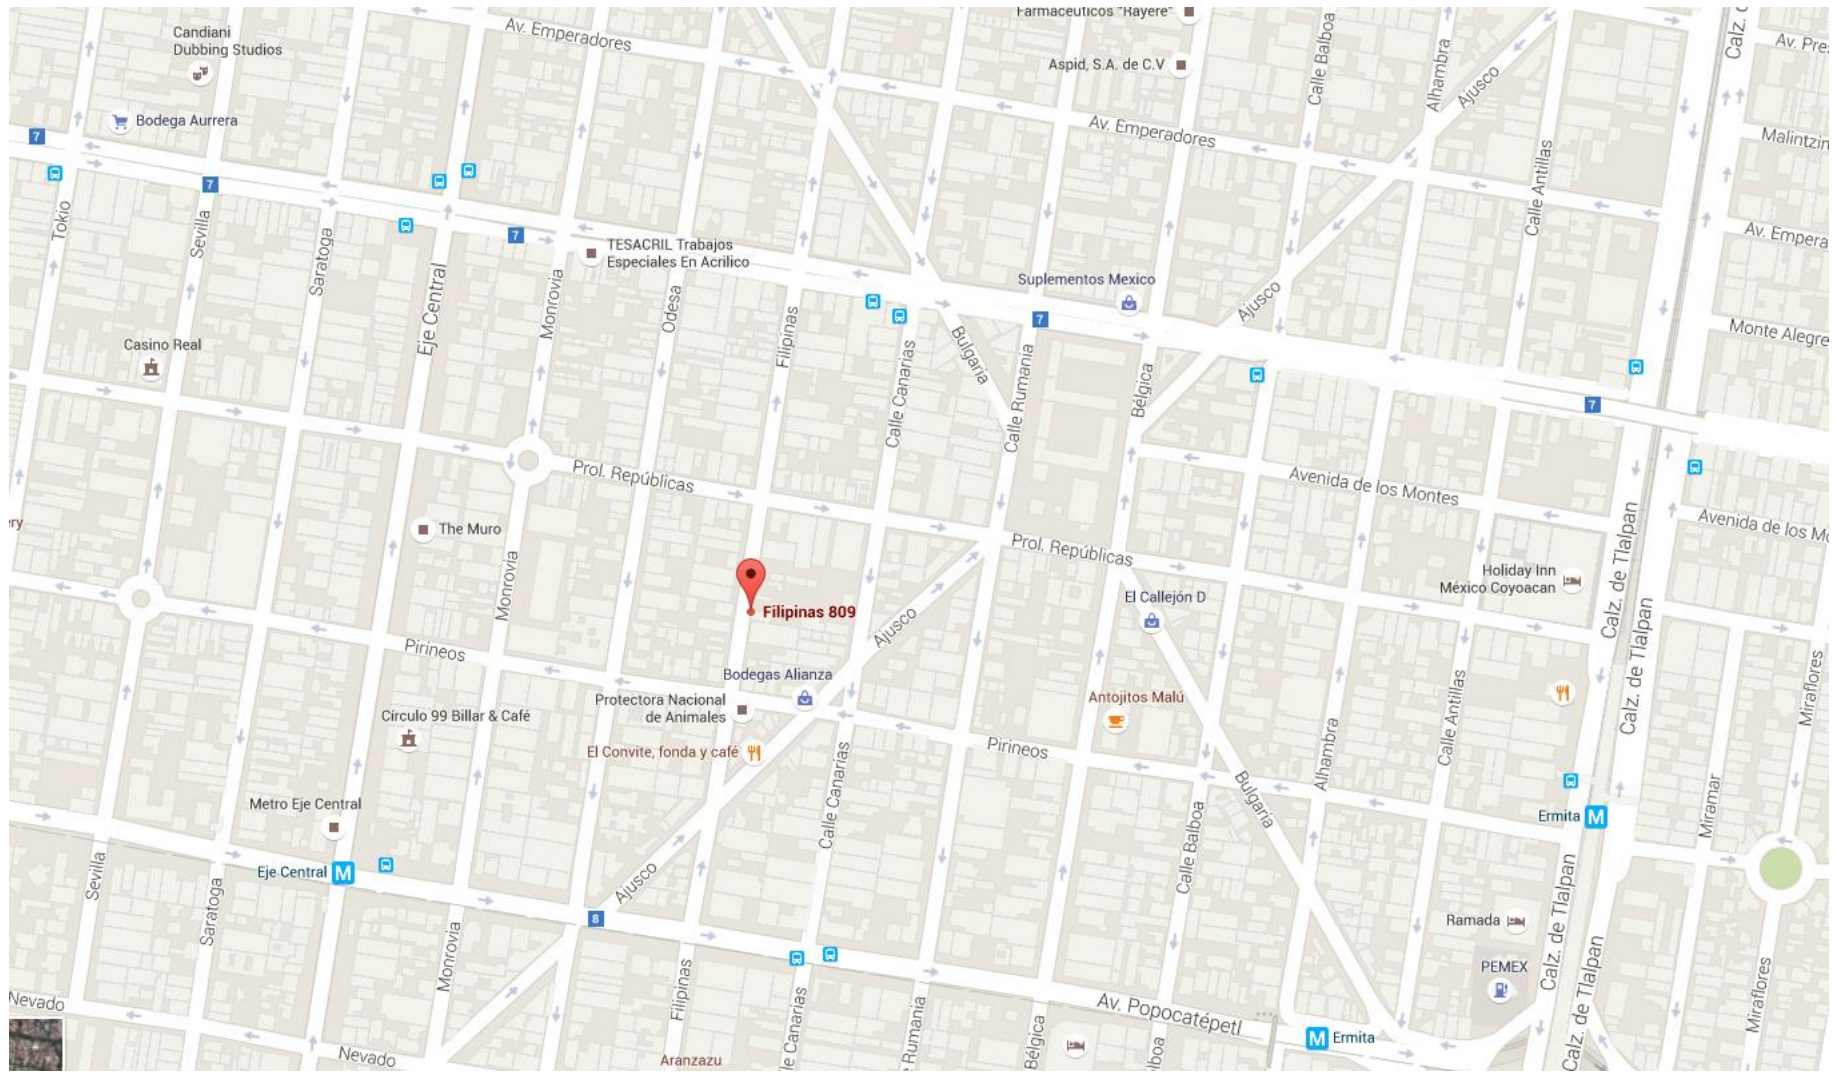 Candiani
Dubbing Studios
Av. Emperadores
Farmacéuticos "Rayere"
Aspid, S.A. de C.V
Calle Balboa
Alhambra
Ajusco
Calz.
Av. Pre
Bodega Aurrera
7
Av. Emperadores
Malintzin
Calle Antillas
7
Tokio
Sevilla
Saratoga
7
TESACRIL Trabajos
Especiales En Acrilico
Av. Empera
Suplementos Mexico
Eje Central
Monrovia
Odesa
Filipinas
Ajusco
7
Monte Alegre
Casino Real
Bulgaria
Calle Canarias
Calle Rumania
Bélgica
7
Prol. Repúblicas
Avenida de los Montes
ery
The Muro
Avenida de los Mo
Prol. Repúblicas
Calz. de Tlalpan
Holiday Inn
México Coyoacan
Monrovia
Filipinas 809
El Callejón D
Ajusco
Pirineos
Calz. de Tlalpan
Bodegas Alianza
Miraflores
Protectora Nacional
de Animales
Antojitos Malú
Círculo 99 Billar & Café
El Convite, fonda y café
Pirineos
Alhambra
Calle Antillas
Calle Canarias
Bulgaria
Metro Eje Central
Miramar
Ermita
M
Calle Balboa
Eje Central
M
Sevilla
Ajusco
Saratoga
8
Ramada
Calz. de Tlalpan
Monrovia
PEMEX
Filipinas
Calz. de Tlalpan
Miraflores
Nevado
Av. Popocatépetl
le Canarias
e Rumania
Bélgica
lboa
M
Ermita
Nevado
Aranzazu